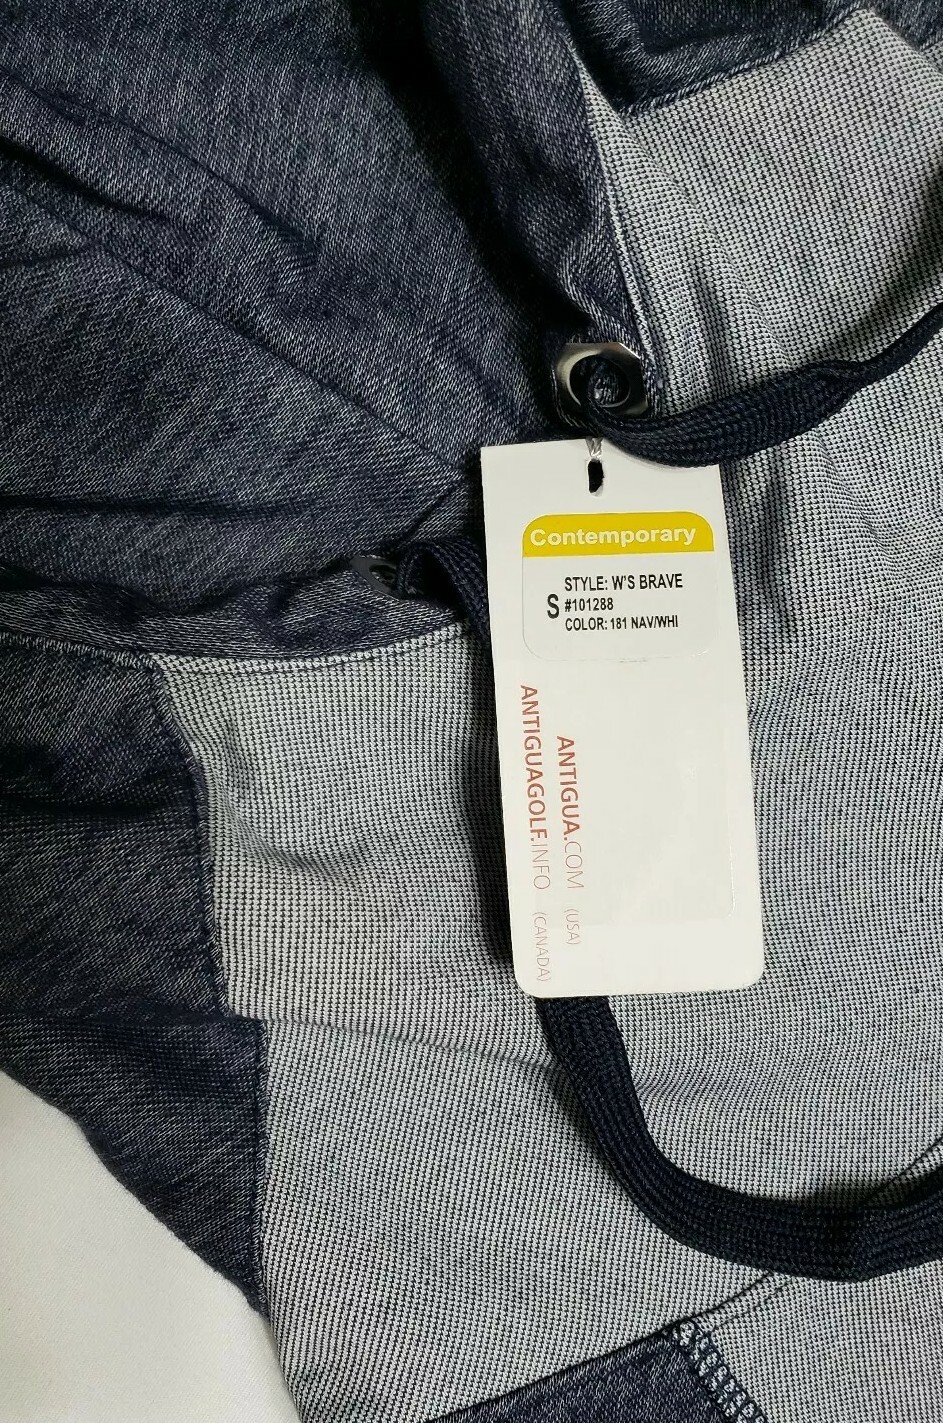 Contemporary
STYLE: W'S BRAVE
S #101288
COLOR: 181 NAV/WHI
ANTIGUA.COM (USA)
ANTIGUAGOLF.INFO (CANADA)